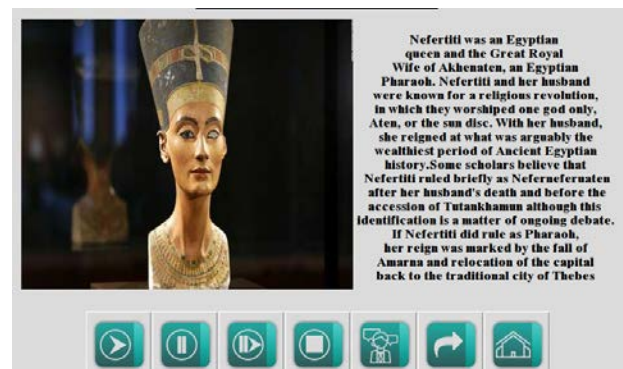 Nefertiti was an Egyptian
queen and the Great Royal
Wife of Akhenaten, an Egyptian
Pharaoh. Nefertiti and her husband
were known for a religious revolution,
in which they worshiped one god only,
Aten, or the sun disc. With her husband,
she reigned at what was arguably the
wealthiest period of Ancient Egyptian
history.Some scholars believe that
Nefertiti ruled briefly as Neferneferuaten
after her husband's death and before the
accession of Tutankhamun although this
identification is a matter of ongoing debate.
If Nefertiti did rule as Pharaoh,
her reign was marked by the fall of
Amarna and relocation of the capital
back to the traditional city of Thebes